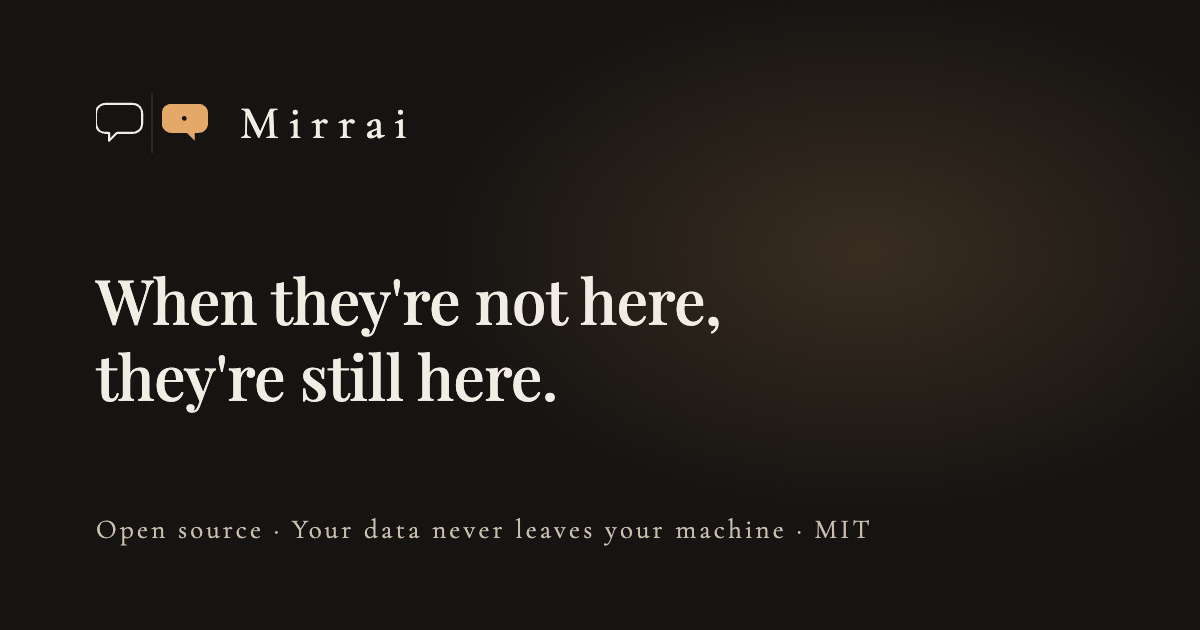 Mirrai
When they're not here,
they're still here.
Open source · Your data never leaves your machine · MIT